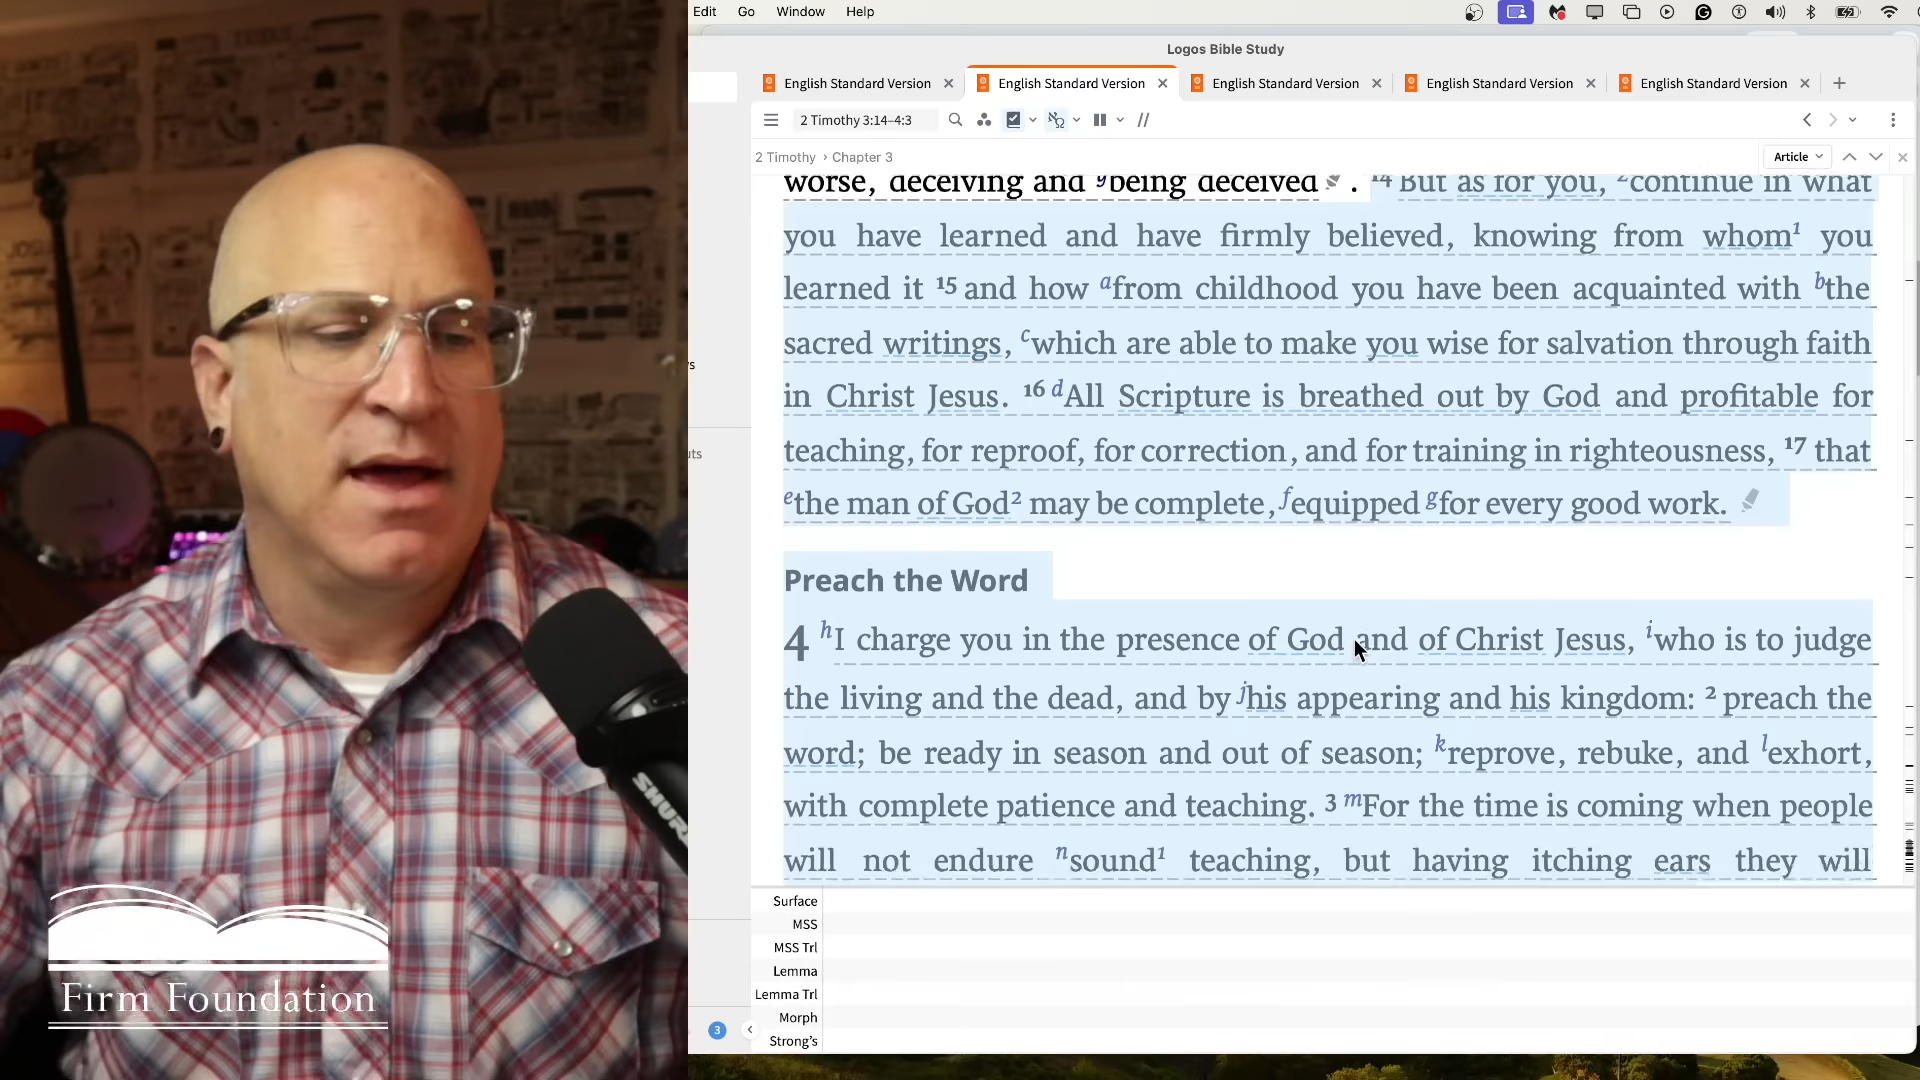 Edit Go Window Help
Logos Bible Study
English Standard Version English Standard Version English Standard Version English Standard Version English Standard Version
2 Timothy 3:14–4:3
2 Timothy › Chapter 3
Article
worse, deceiving and gbeing deceived . 14 But as for you, zcontinue in what
you have learned and have firmly believed, knowing from whom1 you
learned it 15 and how afrom childhood you have been acquainted with bthe
sacred writings, cwhich are able to make you wise for salvation through faith
in Christ Jesus. 16 dAll Scripture is breathed out by God and profitable for
teaching, for reproof, for correction, and for training in righteousness, 17 that
ethe man of God2 may be complete, fequipped gfor every good work.
Preach the Word
4 hI charge you in the presence of God and of Christ Jesus, iwho is to judge
the living and the dead, and by jhis appearing and his kingdom: 2 preach the
word; be ready in season and out of season; kreprove, rebuke, and lexhort,
with complete patience and teaching. 3 mFor the time is coming when people
will not endure nsound1 teaching, but having itching ears they will
Surface
MSS
MSS Trl
Lemma
Lemma Trl
Morph
Strong's
3
SHURE
Firm Foundation